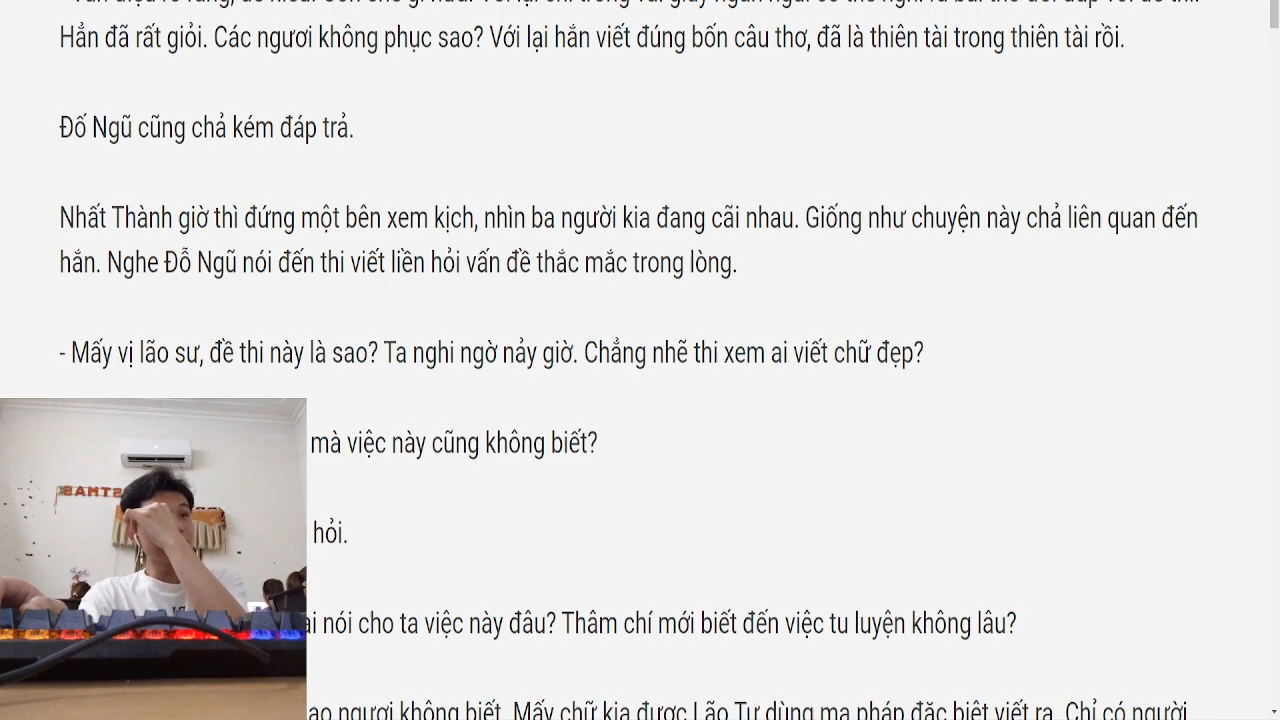 Hẳn đã rất giỏi. Các ngươi không phục sao? Với lại hắn viết đúng bốn câu thơ, đã là thiên tài trong thiên tài rồi.
Đố Ngũ cũng chả kém đáp trả.
Nhất Thành giờ thì đứng một bên xem kịch, nhìn ba người kia đang cãi nhau. Giống như chuyện này chả liên quan đến
hắn. Nghe Đỗ Ngũ nói đến thi viết liền hỏi vấn đề thắc mắc trong lòng.
- Mấy vị lão sư, đề thi này là sao? Ta nghi ngờ nảy giờ. Chẳng nhẽ thi xem ai viết chữ đẹp?
mà việc này cũng không biết?
hỏi.
nói cho ta việc này đâu? Thâm chí mới biết đến việc tu luyện không lâu?
ngươi không biết. Mấy chữ kia được Lão Tư dùng ma pháp đặc biệt viết ra. Chỉ có người